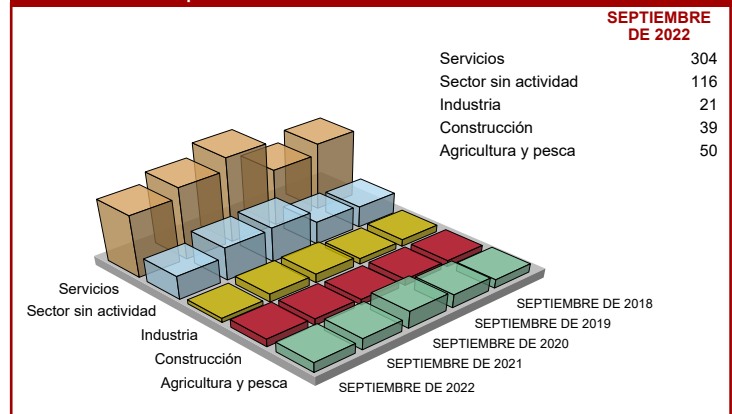 SEPTIEMBRE
DE 2022
Servicios 304
Sector sin actividad 116
Industria 21
Construcción 39
Agricultura y pesca 50
Servicios
Sector sin actividad
Industria
Construcción
Agricultura y pesca
SEPTIEMBRE DE 2018
SEPTIEMBRE DE 2019
SEPTIEMBRE DE 2020
SEPTIEMBRE DE 2021
SEPTIEMBRE DE 2022